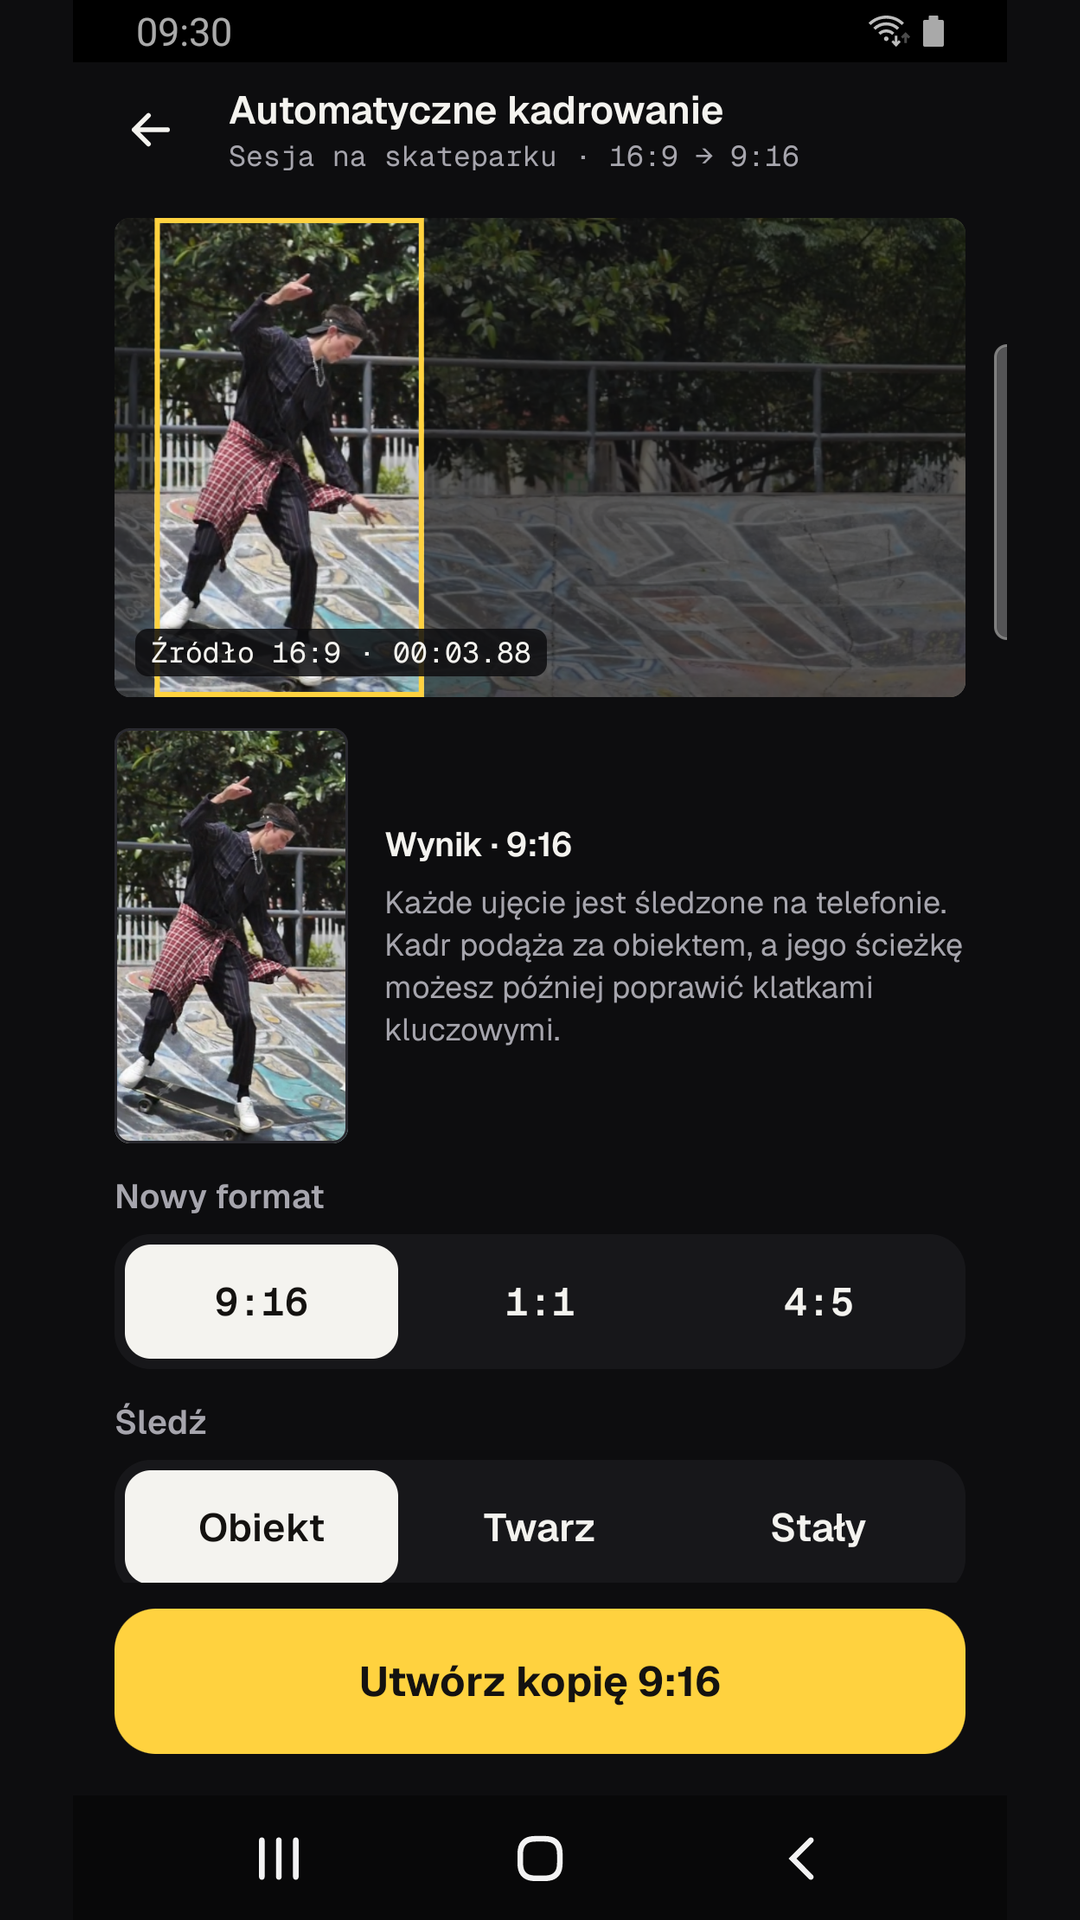 09:30
Automatyczne kadrowanie
Sesja na skateparku · 16:9 → 9:16
Źródło 16:9 · 00:03.88
Wynik · 9:16
Każde ujęcie jest śledzone na telefonie.
Kadr podąża za obiektem, a jego ścieżkę
możesz później poprawić klatkami
kluczowymi.
Nowy format
9:16
1:1
4:5
Śledź
Obiekt
Twarz
Stały
Utwórz kopię 9:16